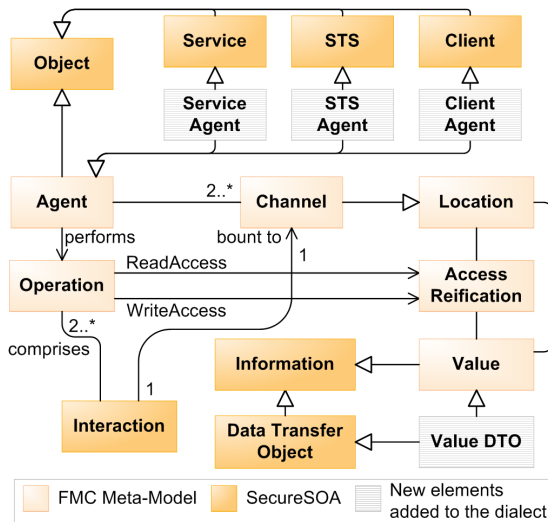 Service
STS
Client
Object
Service
Agent
STS
Agent
Client
Agent
Agent
2..*
Channel
Location
performs
bound to
1
ReadAccess
Operation
Access
Reification
WriteAccess
2..*
comprises
Information
Value
1
Interaction
Data Transfer
Object
Value DTO
FMC Meta-Model
SecureSOA
New elements
added to the dialect